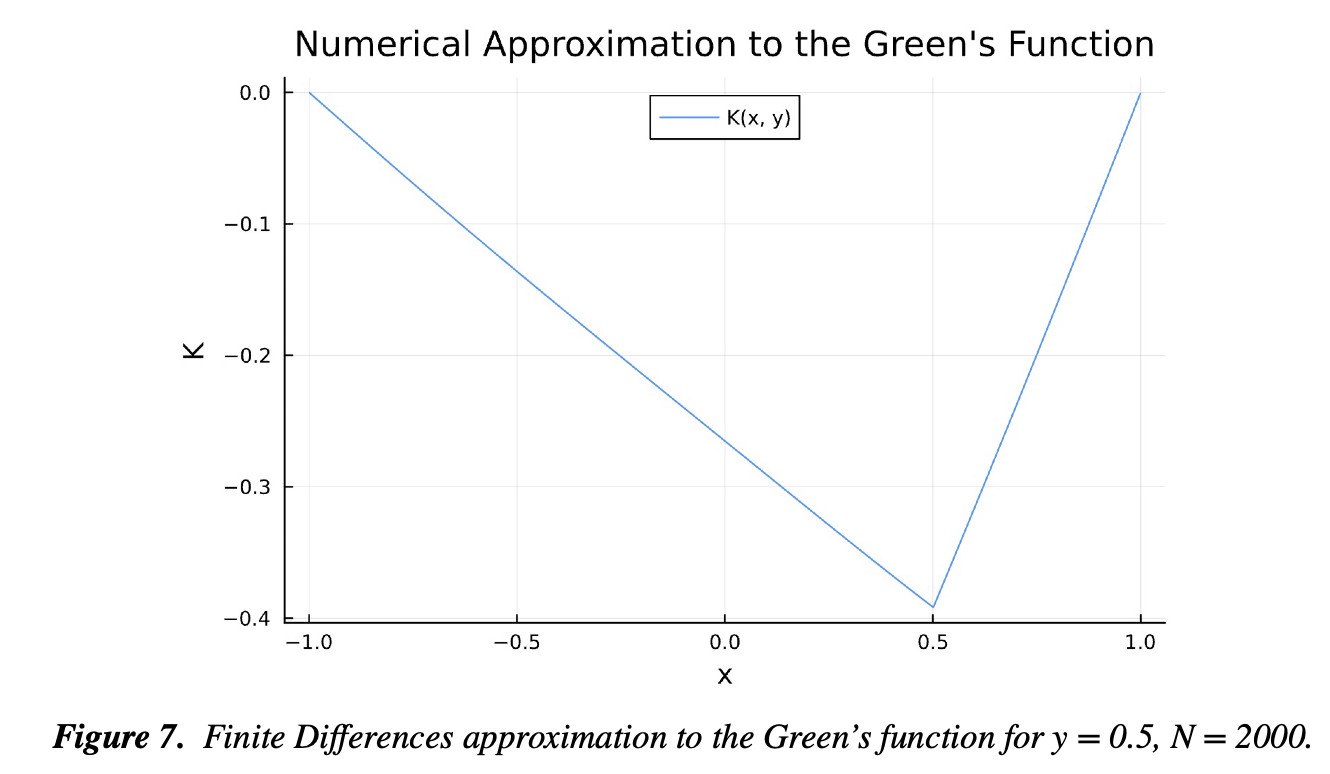 Numerical Approximation to the Green's Function
0.0
K(x, y)
−0.1
K
−0.2
−0.3
−0.4
−1.0 −0.5 0.0 0.5 1.0
x
Figure 7. Finite Differences approximation to the Green’s function for y = 0.5, N = 2000.